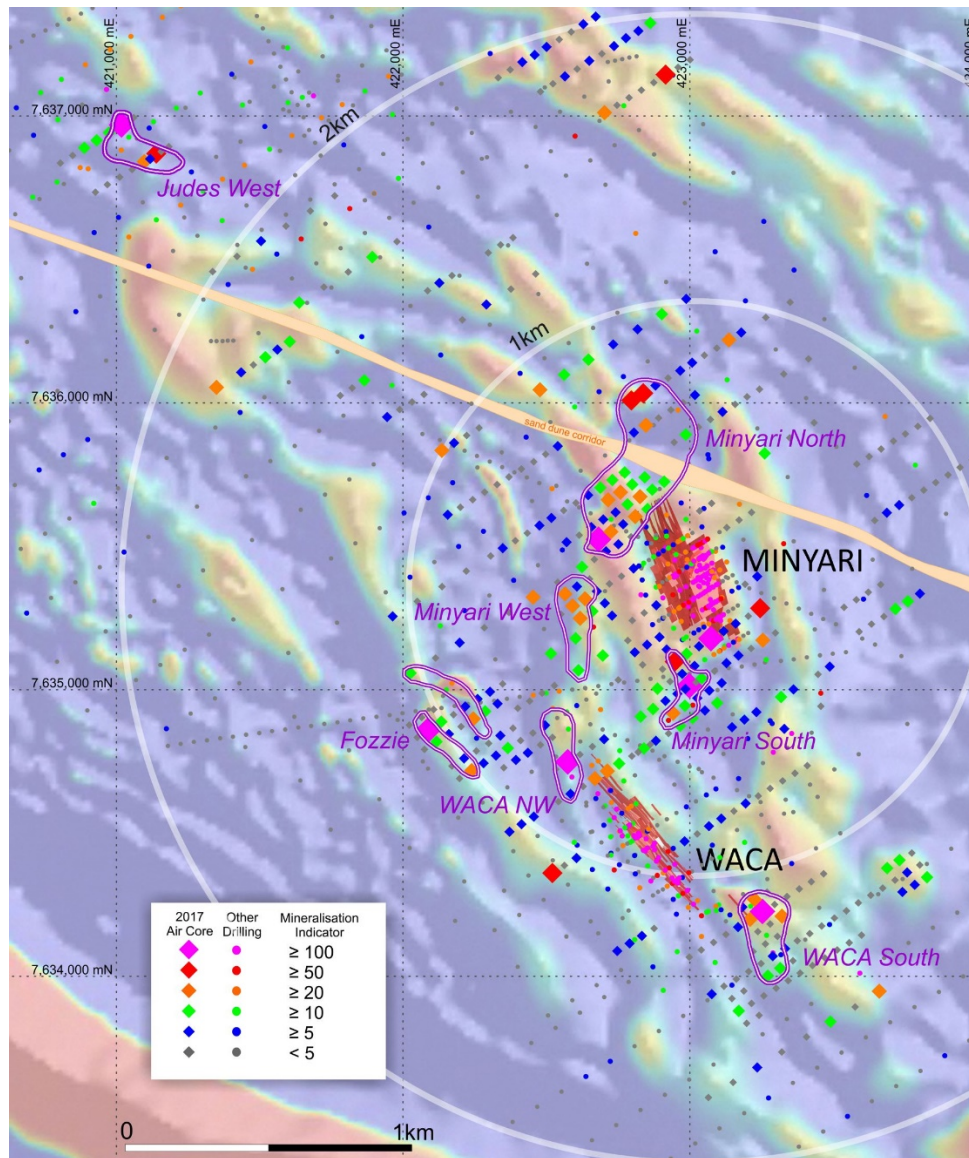 421,000 mE
422,000 mE
423,000 mE
7,637,000 mN
2km
Judes West
1km
7,636,000 mN
sand dune corridor
Minyari North
MINYARI
Minyari West
7,635,000 mN
Fozzie
Minyari South
WACA NW
WACA
2017
Air Core
Other
Drilling
Mineralisation
Indicator
≥ 100
≥ 50
≥ 20
≥ 10
≥ 5
< 5
WACA South
7,634,000 mN
0
1km